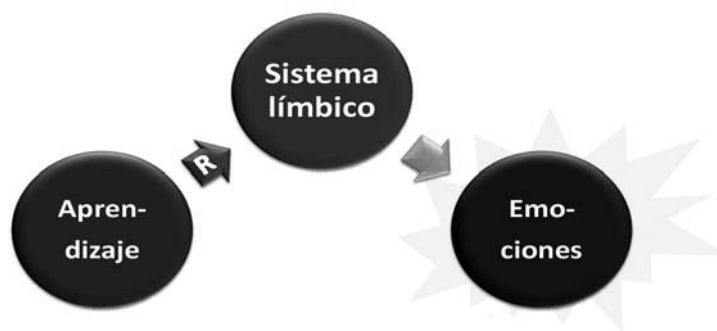 Sistema
límbico
R
Apren-
dizaje
Emo-
ciones